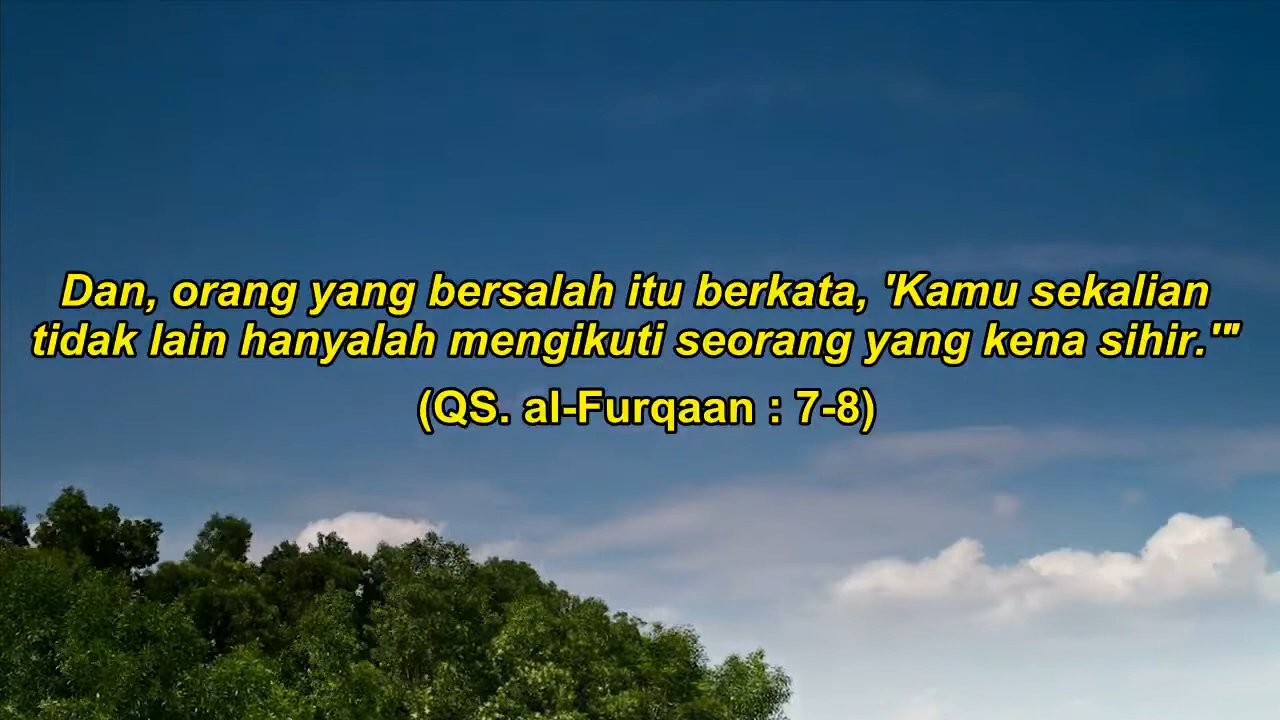 Dan, orang yang bersalah itu berkata, 'Kamu sekalian
tidak lain hanyalah mengikuti seorang yang kena sihir.'"
(QS. al-Furqaan : 7-8)